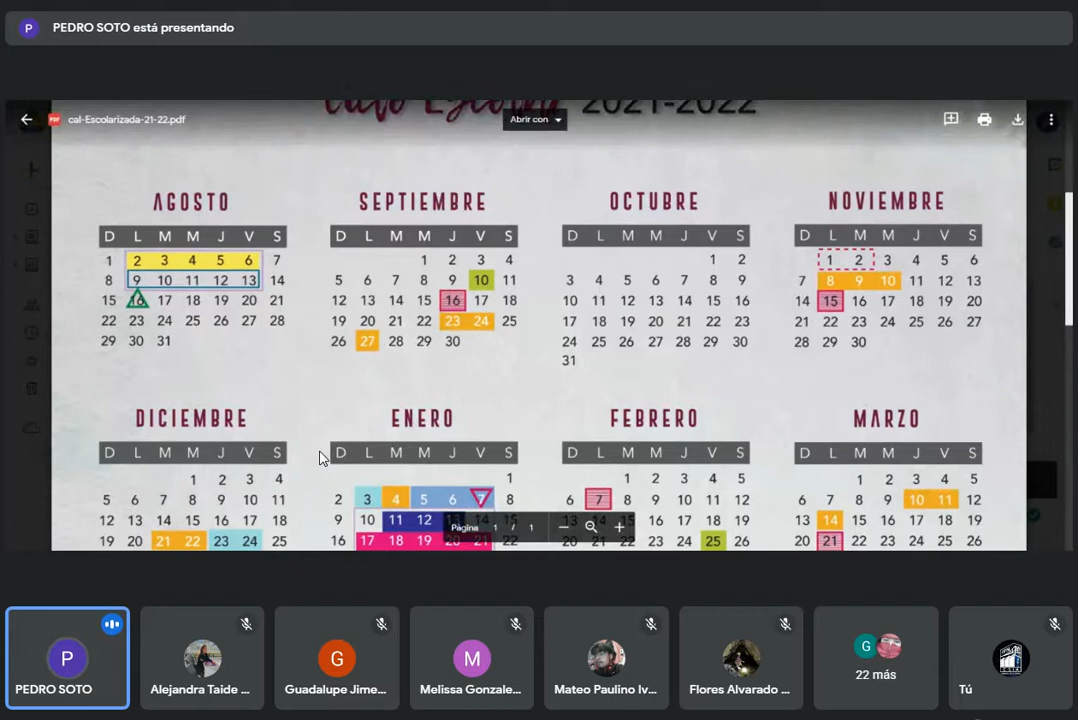 P PEDRO SOTO está presentando
2021-2022
PDF cal-Escolarizada-21-22.pdf
Abrir con
AGOSTO SEPTIEMBRE OCTUBRE NOVIEMBRE
D L M M J V S D L M M J V S D L M M J V S D L M M J V S
1 2 3 4 5 6 7 1 2 3 4 1 2 1 2 3 4 5 6
8 9 10 11 12 13 14 5 6 7 8 9 10 11 3 4 5 6 7 8 9 7 8 9 10 11 12 13
15 16 17 18 19 20 21 12 13 14 15 16 17 18 10 11 12 13 14 15 16 14 15 16 17 18 19 20
22 23 24 25 26 27 28 19 20 21 22 23 24 25 17 18 19 20 21 22 23 21 22 23 24 25 26 27
29 30 31 26 27 28 29 30 24 25 26 27 28 29 30 28 29 30
31
DICIEMBRE ENERO FEBRERO MARZO
D L M M J V S D L M M J V S D L M M J V S D L M M J V S
1 2 3 4 1 1 2 3 4 5 1 2 3 4 5
5 6 7 8 9 10 11 2 3 4 5 6 7 8 6 7 8 9 10 11 12 6 7 8 9 10 11 12
12 13 14 15 16 17 18 9 10 11 12 13 14 15 13 14 15 16 17 18 19 13 14 15 16 17 18 19
19 20 21 22 23 24 25 16 17 18 19 20 21 22 20 21 22 23 24 25 26 20 21 22 23 24 25 26
Página 1 / 1
P G M G
22 más
PEDRO SOTO Alejandra Taide ... Guadalupe Jime... Melissa Gonzale... Mateo Paulino Iv... Flores Alvarado ... Tú